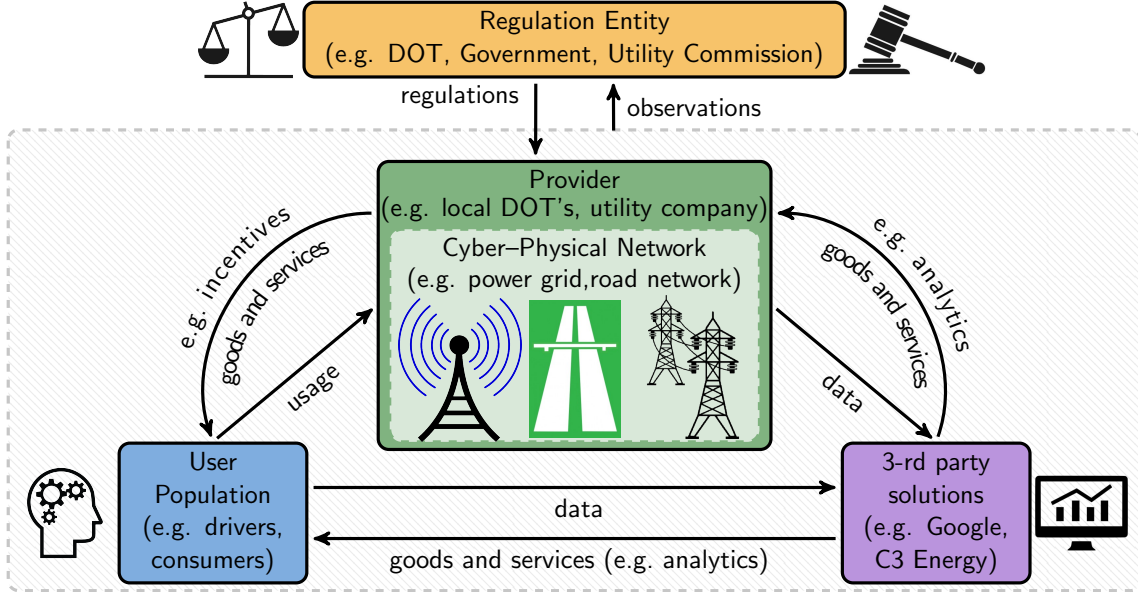 Regulation Entity
(e.g. DOT, Government, Utility Commission)
regulations
observations
Provider
(e.g. local DOT's, utility company)
Cyber–Physical Network
(e.g. power grid,road network)
e.g. incentives
goods and services
usage
e.g. analytics
goods and services
data
User
Population
(e.g. drivers,
consumers)
data
goods and services (e.g. analytics)
3-rd party
solutions
(e.g. Google,
C3 Energy)